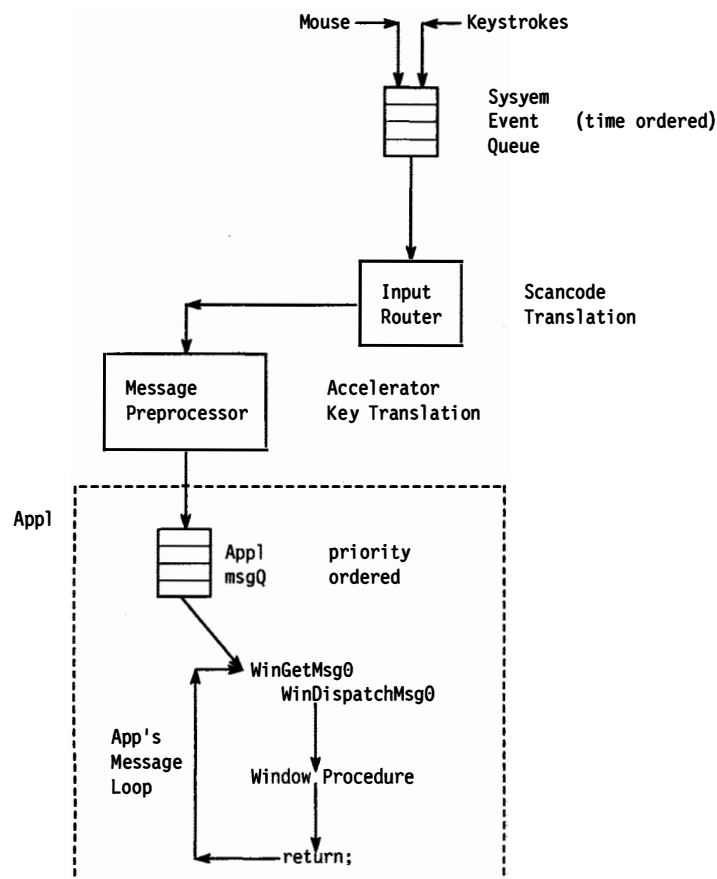 Mouse
Keystrokes
Sysyem
Event (time ordered)
Queue
Input
Router
Scancode
Translation
Message
Preprocessor
Accelerator
Key Translation
Appl
Appl priority
msgQ ordered
WinGetMsg0
WinDispatchMsg0
App's
Message
Loop
Window Procedure
return;